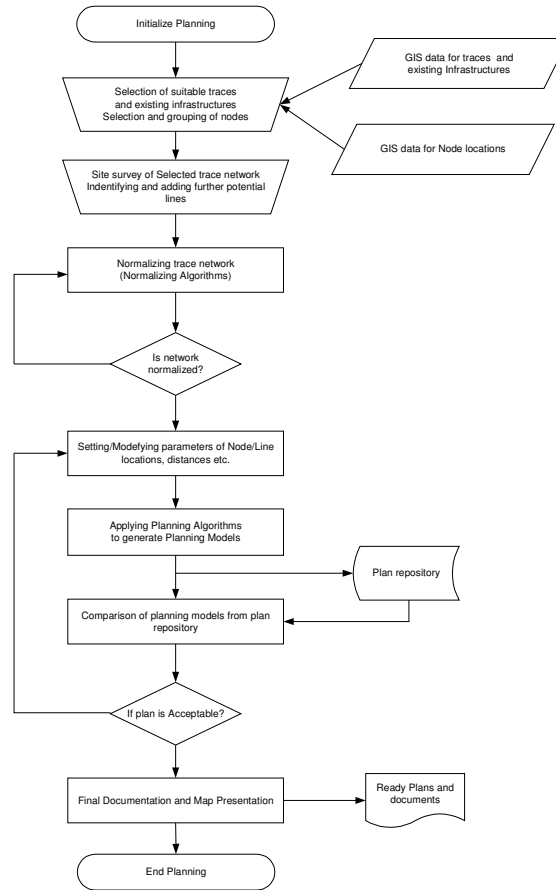 Initialize Planning
GIS data for traces and
existing Infrastructures
Selection of suitable traces
and existing infrastructures
Selection and grouping of nodes
GIS data for Node locations
Site survey of Selected trace network
Indentifying and adding further potential
lines
Normalizing trace network
(Normalizing Algorithms)
Is network
normalized?
Setting/Modefying parameters of Node/Line
locations, distances etc.
Applying Planning Algorithms
to generate Planning Models
Plan repository
Comparison of planning models from plan
repository
If plan is Acceptable?
Final Documentation and Map Presentation
Ready Plans and
documents
End Planning